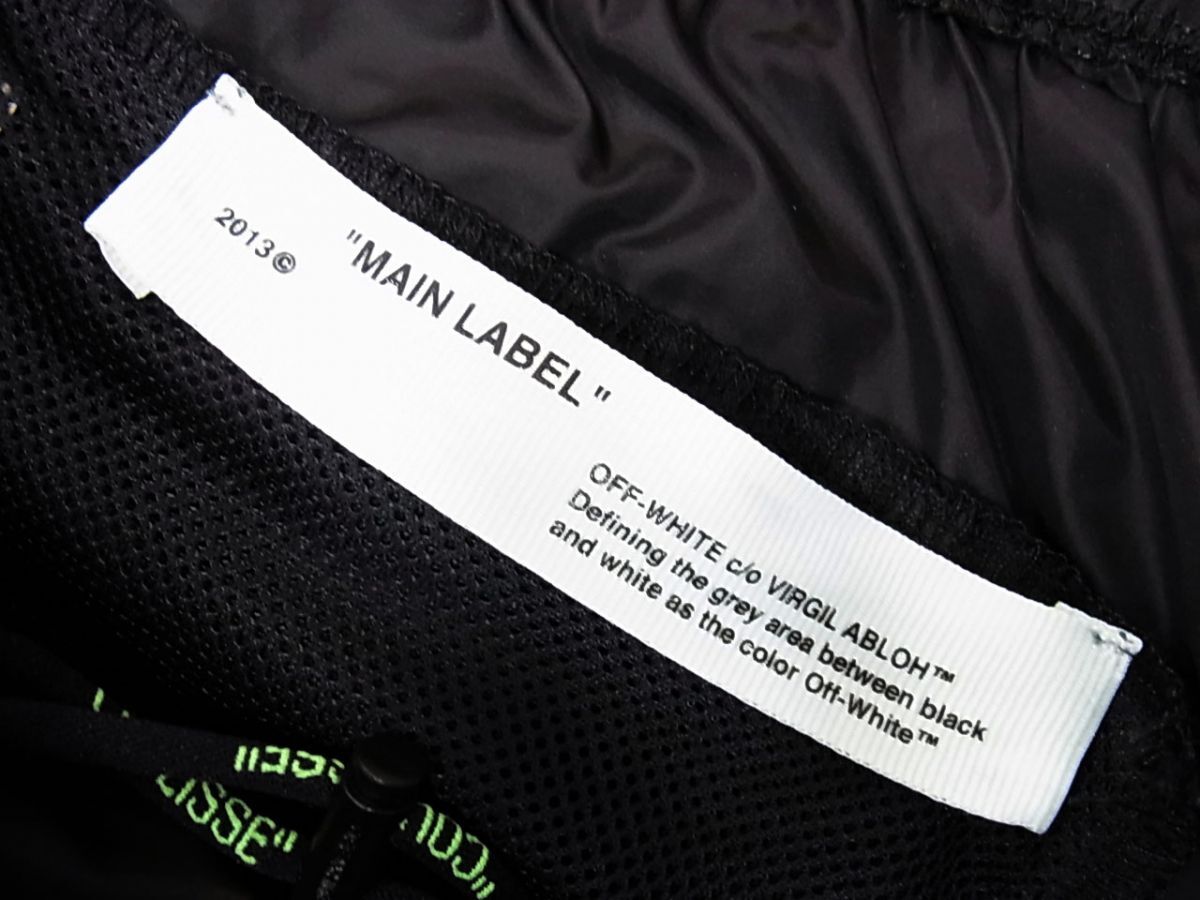 2013©
"MAIN LABEL"
OFF-WHITE c/o VIRGIL ABLOH™
Defining the grey area between black
and white as the color Off-White™